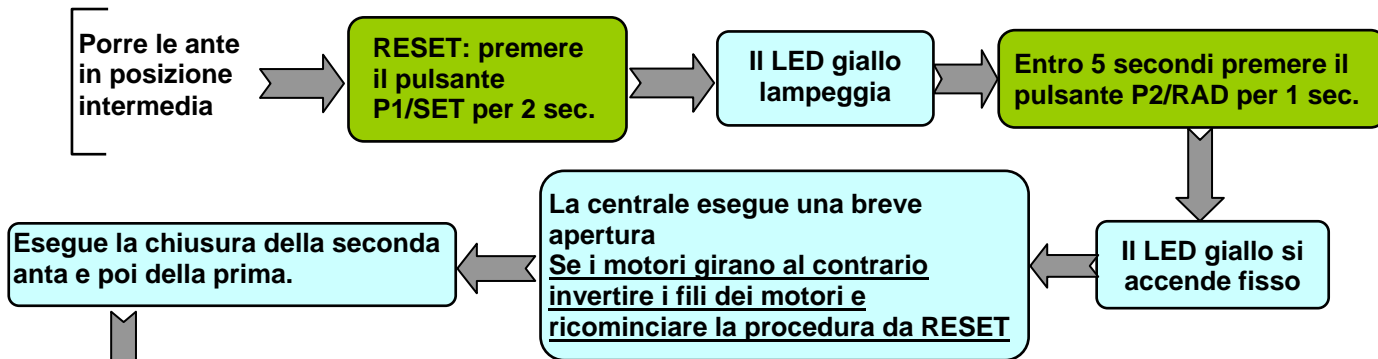 Porre le ante
in posizione
intermedia
RESET: premere
il pulsante
P1/SET per 2 sec.
Il LED giallo
lampeggia
Entro 5 secondi premere il
pulsante P2/RAD per 1 sec.
Il LED giallo si
accende fisso
La centrale esegue una breve
apertura
Se i motori girano al contrario
invertire i fili dei motori e
ricominciare la procedura da RESET
Esegue la chiusura della seconda
anta e poi della prima.